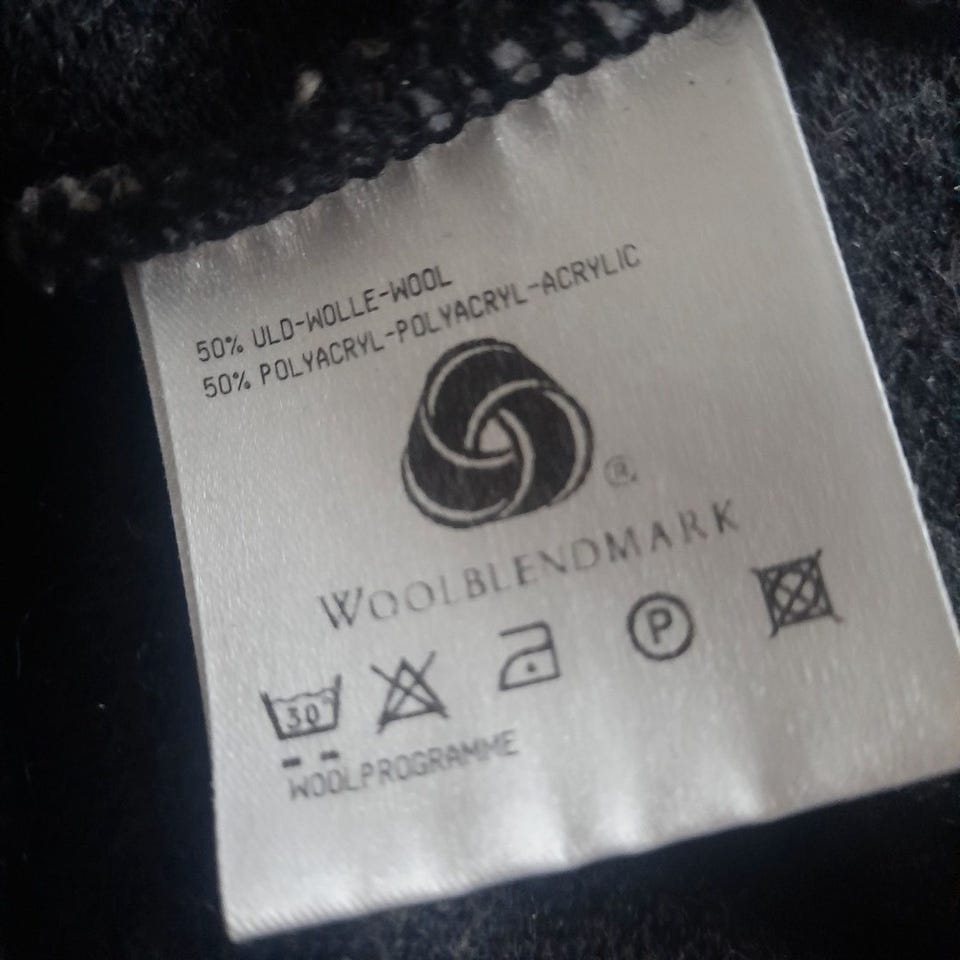 50% ULD-WOLLE-WOOL
50% POLYACRYL-POLYACRYL-ACRYLIC
®
WOOLBLENDMARK
30° P
WOOLPROGRAMME